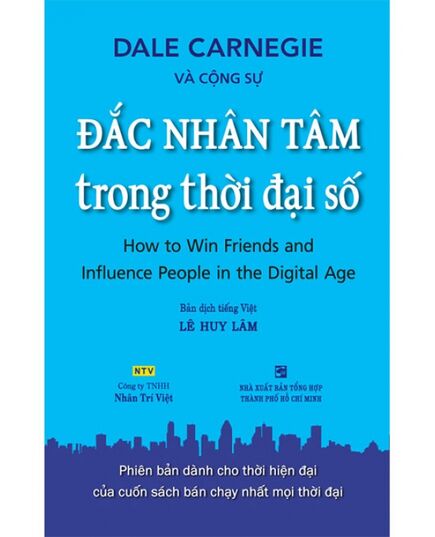 DALE CARNEGIE
VÀ CỘNG SỰ
ĐẮC NHÂN TÂM
trong thời đại số
How to Win Friends and
Influence People in the Digital Age
Bản dịch tiếng Việt
LÊ HUY LÂM
NTV
Công ty TNHH
Nhân Trí Việt
NHÀ XUẤT BẢN TỔNG HỢP
THÀNH PHỐ HỒ CHÍ MINH
Phiên bản dành cho thời hiện đại
của cuốn sách bán chạy nhất mọi thời đại